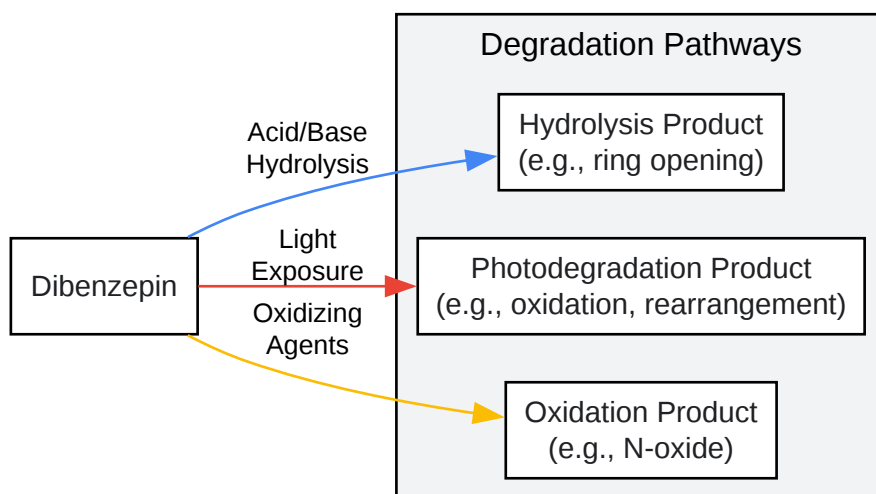 Degradation Pathways
Acid/Base
Hydrolysis
Hydrolysis Product
(e.g., ring opening)
Dibenzepin
Light
Exposure
Photodegradation Product
(e.g., oxidation, rearrangement)
Oxidizing
Agents
Oxidation Product
(e.g., N-oxide)